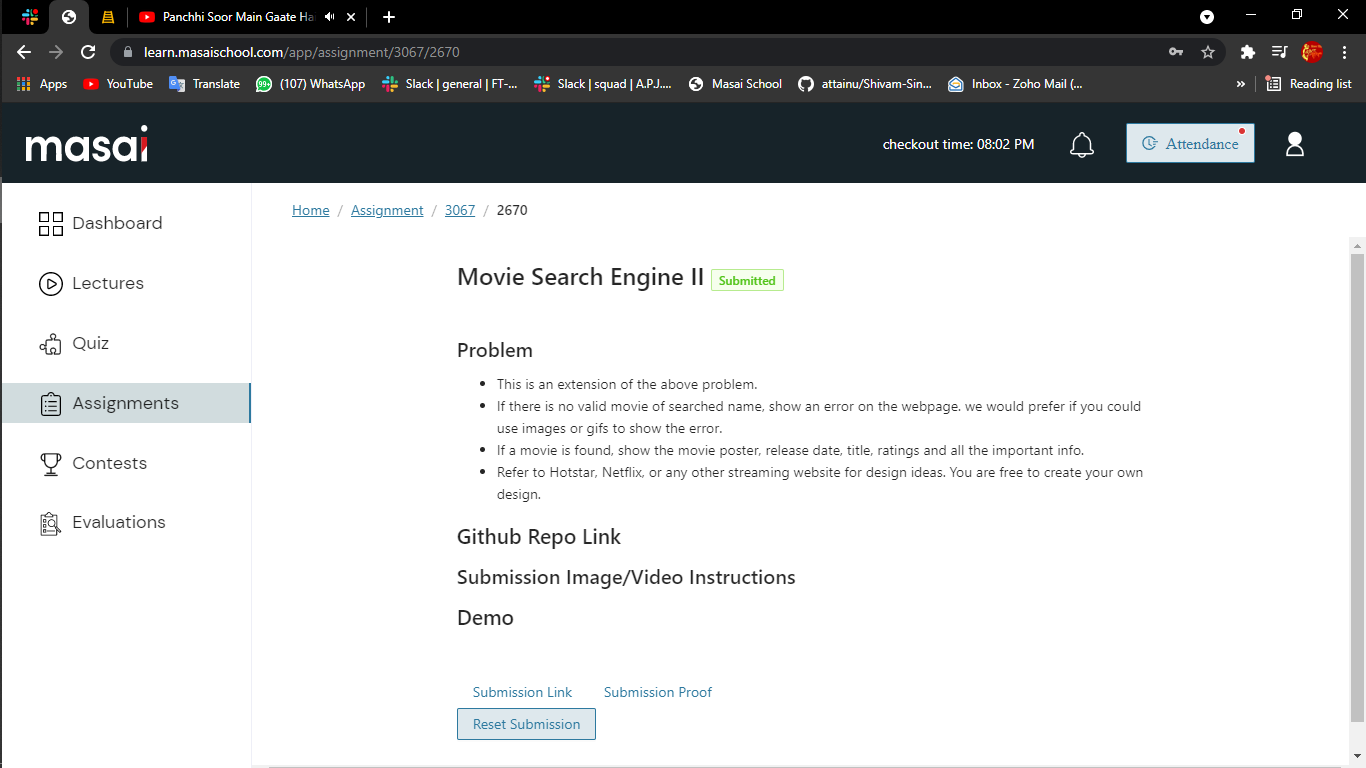 Panchhi Soor Main Gaate Hai
learn.masaischool.com/app/assignment/3067/2670
Apps YouTube Translate 99+ (107) WhatsApp Slack | general | FT-... Slack | squad | A.P.J.... Masai School attainu/Shivam-Sin... Inbox - Zoho Mail (... » Reading list
masai
checkout time: 08:02 PM
Attendance
Dashboard
Lectures
Quiz
Assignments
Contests
Evaluations
Home / Assignment / 3067 / 2670
Movie Search Engine II Submitted
Problem
• This is an extension of the above problem.
• If there is no valid movie of searched name, show an error on the webpage. we would prefer if you could
use images or gifs to show the error.
• If a movie is found, show the movie poster, release date, title, ratings and all the important info.
• Refer to Hotstar, Netflix, or any other streaming website for design ideas. You are free to create your own
design.
Github Repo Link
Submission Image/Video Instructions
Demo
Submission Link Submission Proof
Reset Submission